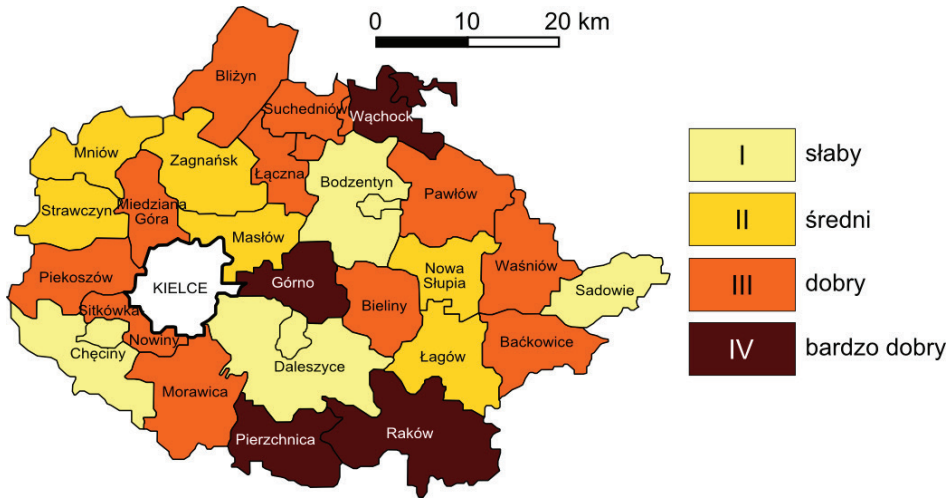 0 10 20 km
Bliżyn
Suchedniów
Wąchock
Mniów
Zagnańsk
Łączna
Bodzentyn
Pawłów
Strawczyn
Miedziana
Góra
Masłów
Nowa
Słupia
Waśniów
Piekoszów
KIELCE
Górno
Bieliny
Sadowie
Sitkówka
Nowiny
Chęciny
Daleszyce
Łagów
Baćkowice
Morawica
Pierzchnica
Raków
I słaby
II średni
III dobry
IV bardzo dobry